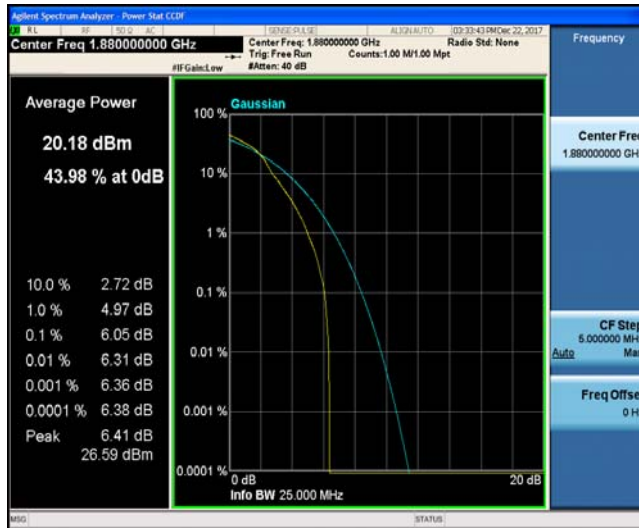 Agilent Spectrum Analyzer - Power Stat CCDF
RL RF 50 Ω AC SENSE:PULSE ALIGN AUTO 03:33:43 PM Dec 22, 2017
Center Freq 1.880000000 GHz
Center Freq: 1.880000000 GHz Radio Std: None
Trig: Free Run Counts:1.00 M/1.00 Mpt
#IFGain:Low #Atten: 40 dB
Frequency
Average Power
20.18 dBm
43.98 % at 0dB
10.0 % 2.72 dB
1.0 % 4.97 dB
0.1 % 6.05 dB
0.01 % 6.31 dB
0.001 % 6.36 dB
0.0001 % 6.38 dB
Peak 6.41 dB
26.59 dBm
Gaussian
100 %
10 %
1 %
0.1 %
0.01 %
0.001 %
0.0001 %
0 dB 20 dB
Info BW 25.000 MHz
Center Fre
1.880000000 GH
CF Step
5.000000 MH
Auto Ma
Freq Offse
0 H
MSG STATUS